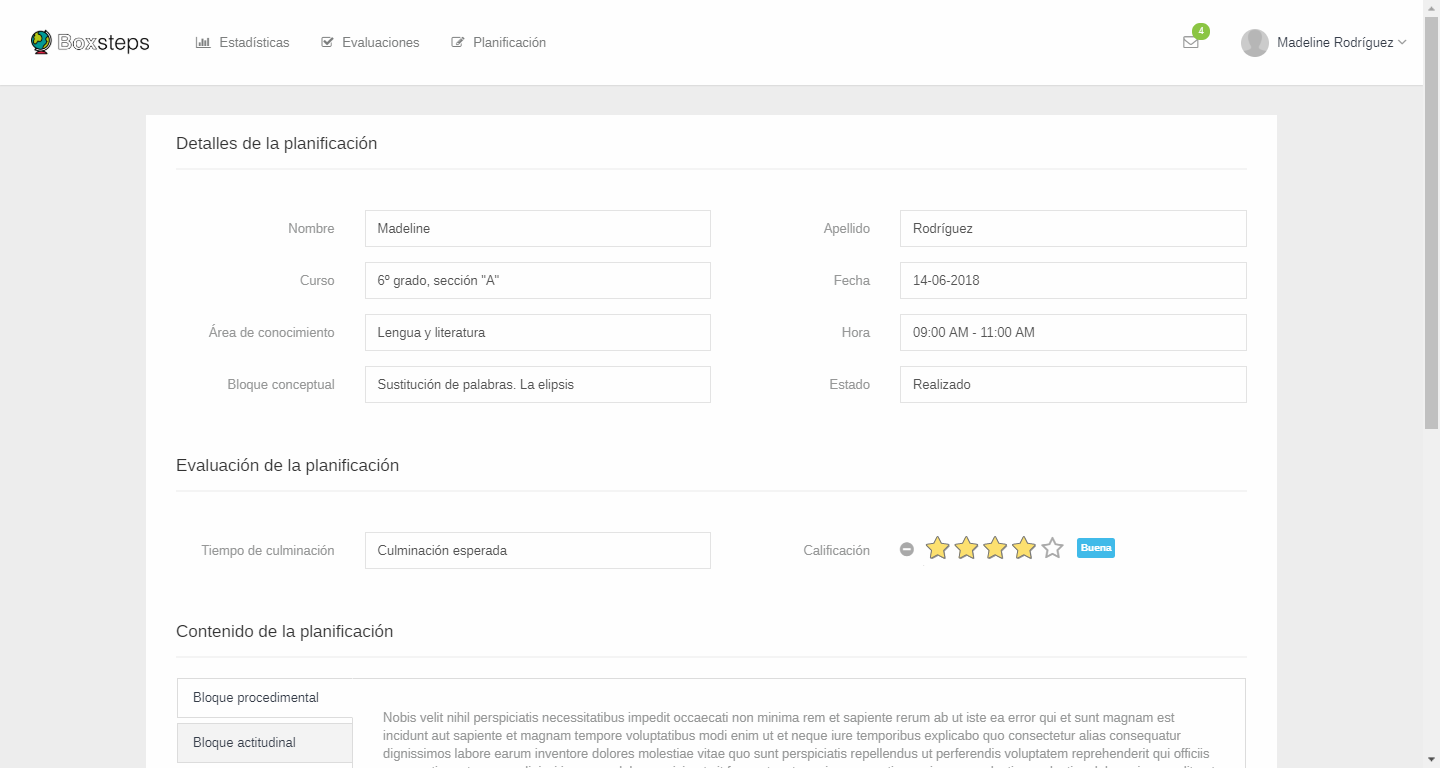 Boxsteps Estadísticas Evaluaciones Planificación 4 Madeline Rodríguez
Detalles de la planificación
Nombre Madeline Apellido Rodríguez
Curso 6º grado, sección "A" Fecha 14-06-2018
Área de conocimiento Lengua y literatura Hora 09:00 AM - 11:00 AM
Bloque conceptual Sustitución de palabras. La elipsis Estado Realizado
Evaluación de la planificación
Tiempo de culminación Culminación esperada Calificación Buena
Contenido de la planificación
Bloque procedimental
Bloque actitudinal
Nobis velit nihil perspiciatis necessitatibus impedit occaecati non minima rem et sapiente rerum ab ut iste ea error qui et sunt magnam est
incidunt aut sapiente et magnam tempore voluptatibus modi enim ut et neque iure temporibus explicabo quo consectetur alias consequatur
dignissimos labore earum inventore dolores molestiae vitae quo sunt perspiciatis repellendus ut perferendis voluptatem reprehenderit qui officiis